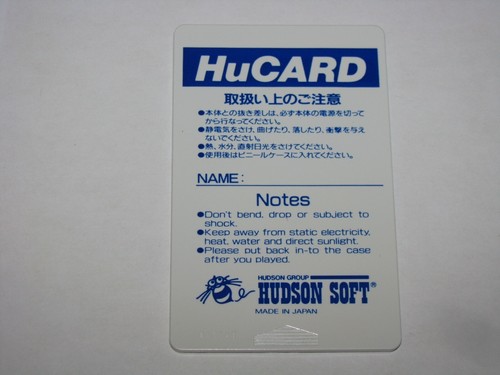 HuCARD
取扱い上のご注意
●本体との抜き差しは、必ず本体の電源を切って
から行なってください。
●静電気をさけ、曲げたり、落したり、衝撃を与え
ないでください。
●熱、水分、直射日光をさけてください。
●使用後はビニールケースに入れてください。
NAME:
Notes
●Don't bend, drop or subject to
shock.
●Keep away from static electricity,
heat, water and direct sunlight.
●Please put back in-to the case
after you played.
HUDSON GROUP
HUDSON SOFT®
MADE IN JAPAN